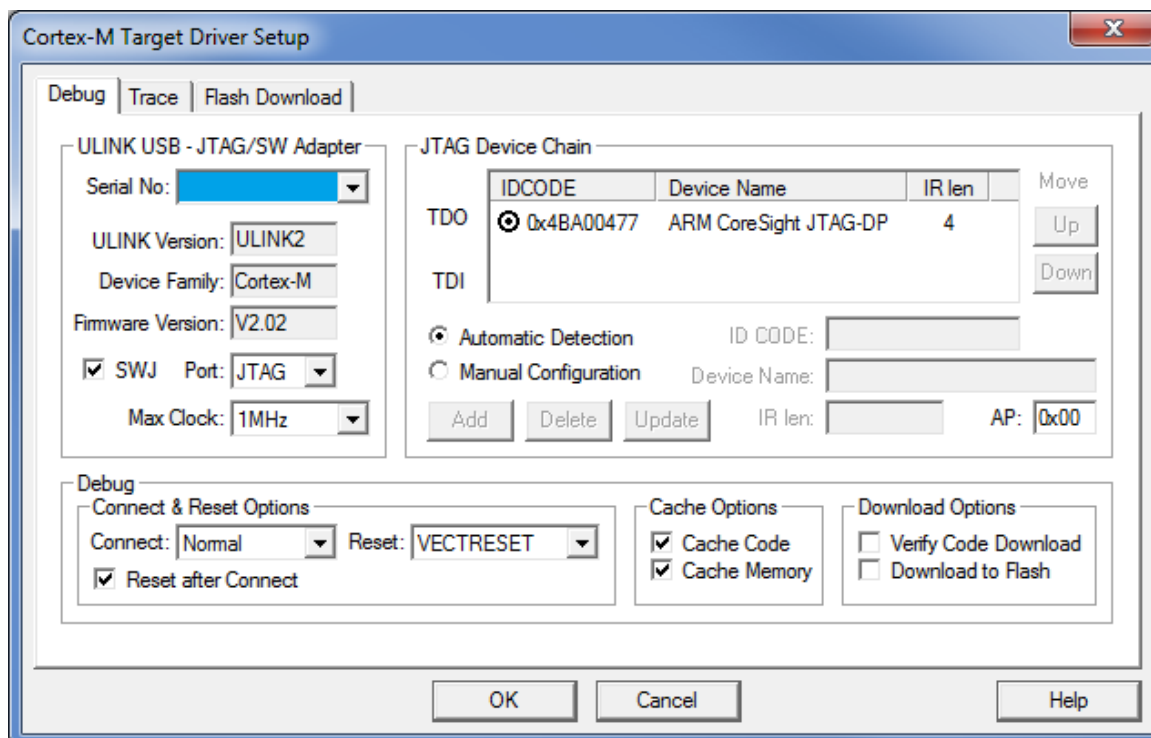 Cortex-M Target Driver Setup
Debug Trace Flash Download
ULINK USB - JTAG/SW Adapter
Serial No:
ULINK Version: ULINK2
Device Family: Cortex-M
Firmware Version: V2.02
SWJ Port: JTAG
Max Clock: 1MHz
JTAG Device Chain
IDCODE Device Name IR len
TDO 0x4BA00477 ARM CoreSight JTAG-DP 4
TDI
Move
Up
Down
Automatic Detection ID CODE:
Manual Configuration Device Name:
Add Delete Update IR len: AP: 0x00
Debug
Connect & Reset Options
Connect: Normal Reset: VECTRESET
Reset after Connect
Cache Options
Cache Code
Cache Memory
Download Options
Verify Code Download
Download to Flash
OK Cancel Help